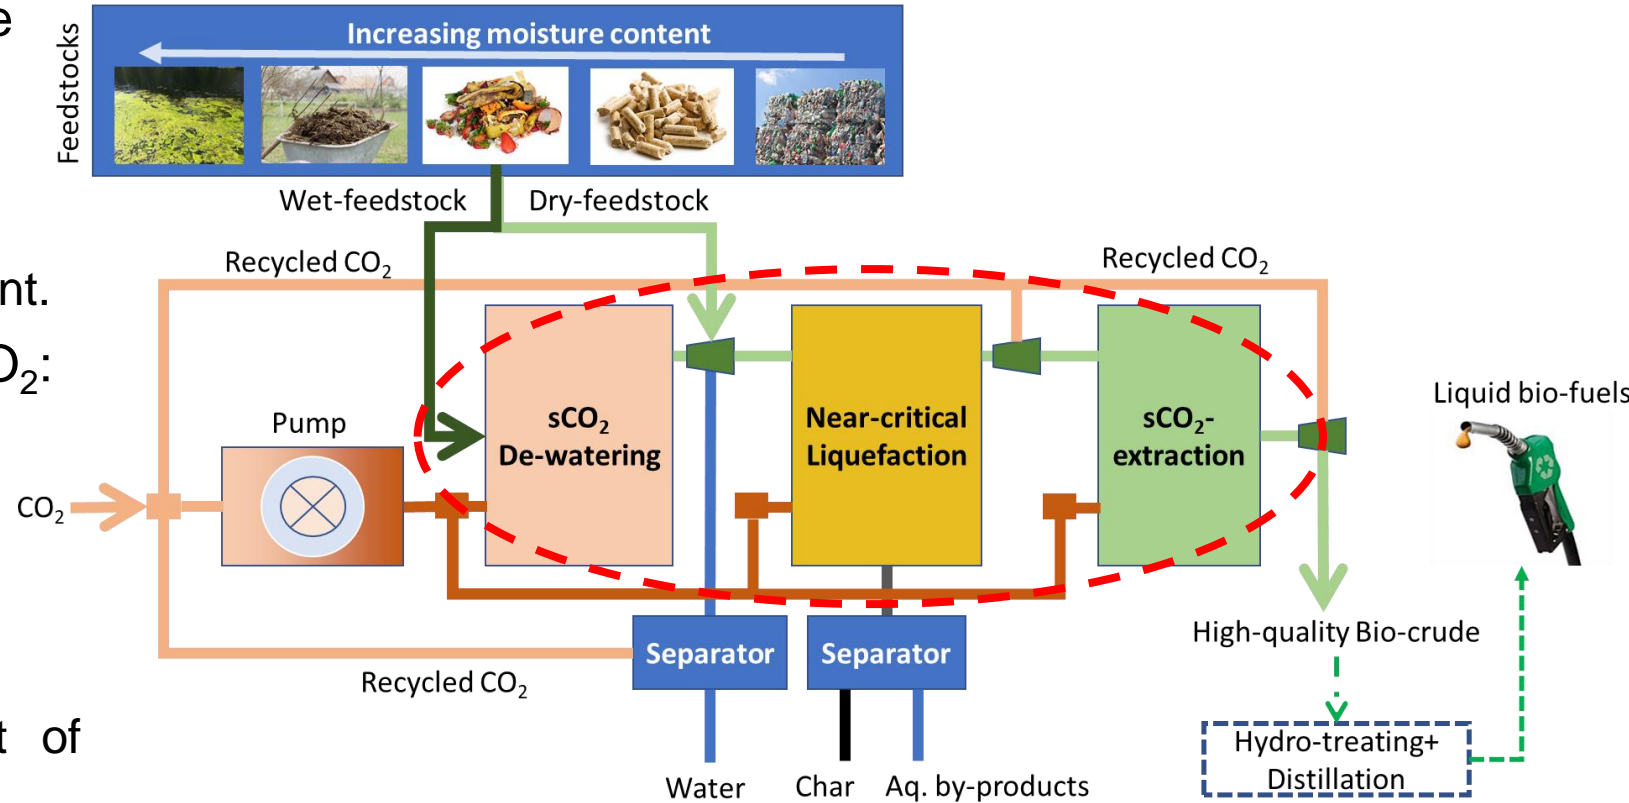 e
Feedstocks
Increasing moisture content
Wet-feedstock
Dry-feedstock
Recycled CO₂
Recycled CO₂
nt.
O₂:
Pump
sCO₂
De-watering
Near-critical
Liquefaction
sCO₂-
extraction
Liquid bio-fuels
CO₂
High-quality Bio-crude
Separator
Separator
Recycled CO₂
t of
Hydro-treating+
Distillation
Water
Char
Aq. by-products